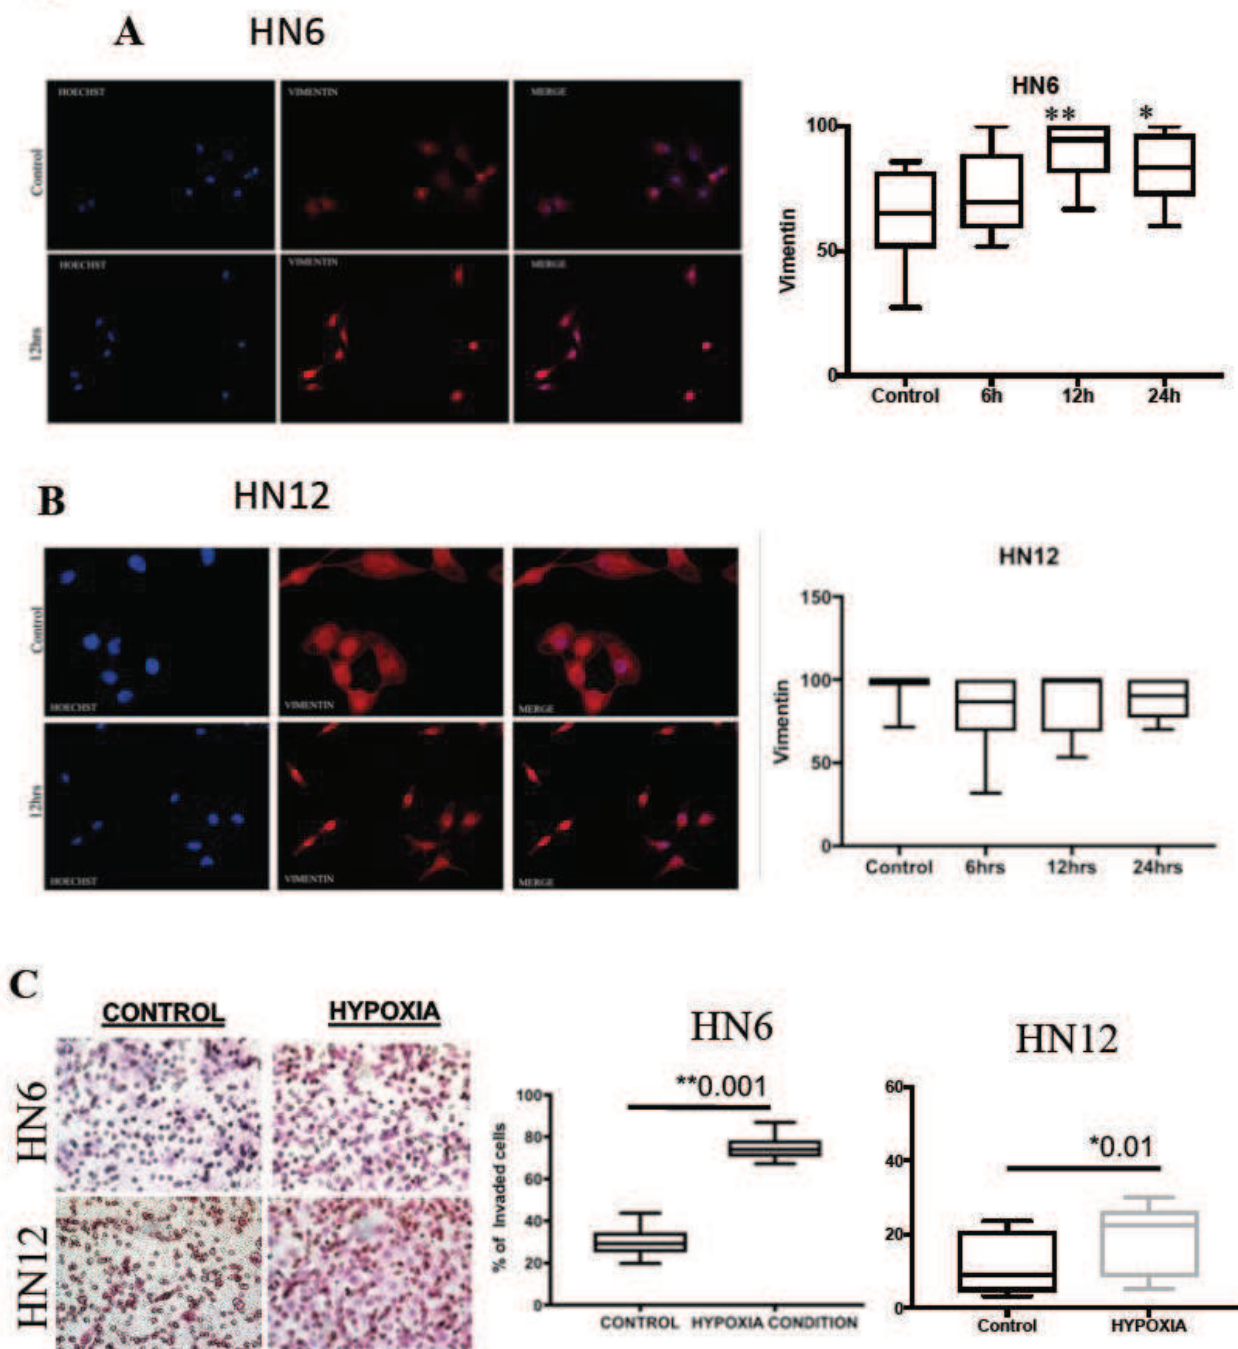 A HN6
HOECHST VIMENTIN MERGE
Control
HOECHST VIMENTIN MERGE
12hrs
HN6
** *
100
50
0
Vimentin
Control 6h 12h 24h
B HN12
Control
HOECHST VIMENTIN MERGE
12hrs
HOECHST VIMENTIN MERGE
HN12
150
100
50
0
Vimentin
Control 6hrs 12hrs 24hrs
C
CONTROL HYPOXIA
HN6
HN12
HN6
**0.001
100
80
60
40
20
0
% of Invaded cells
CONTROL HYPOXIA CONDITION
HN12
*0.01
60
40
20
0
Control HYPOXIA